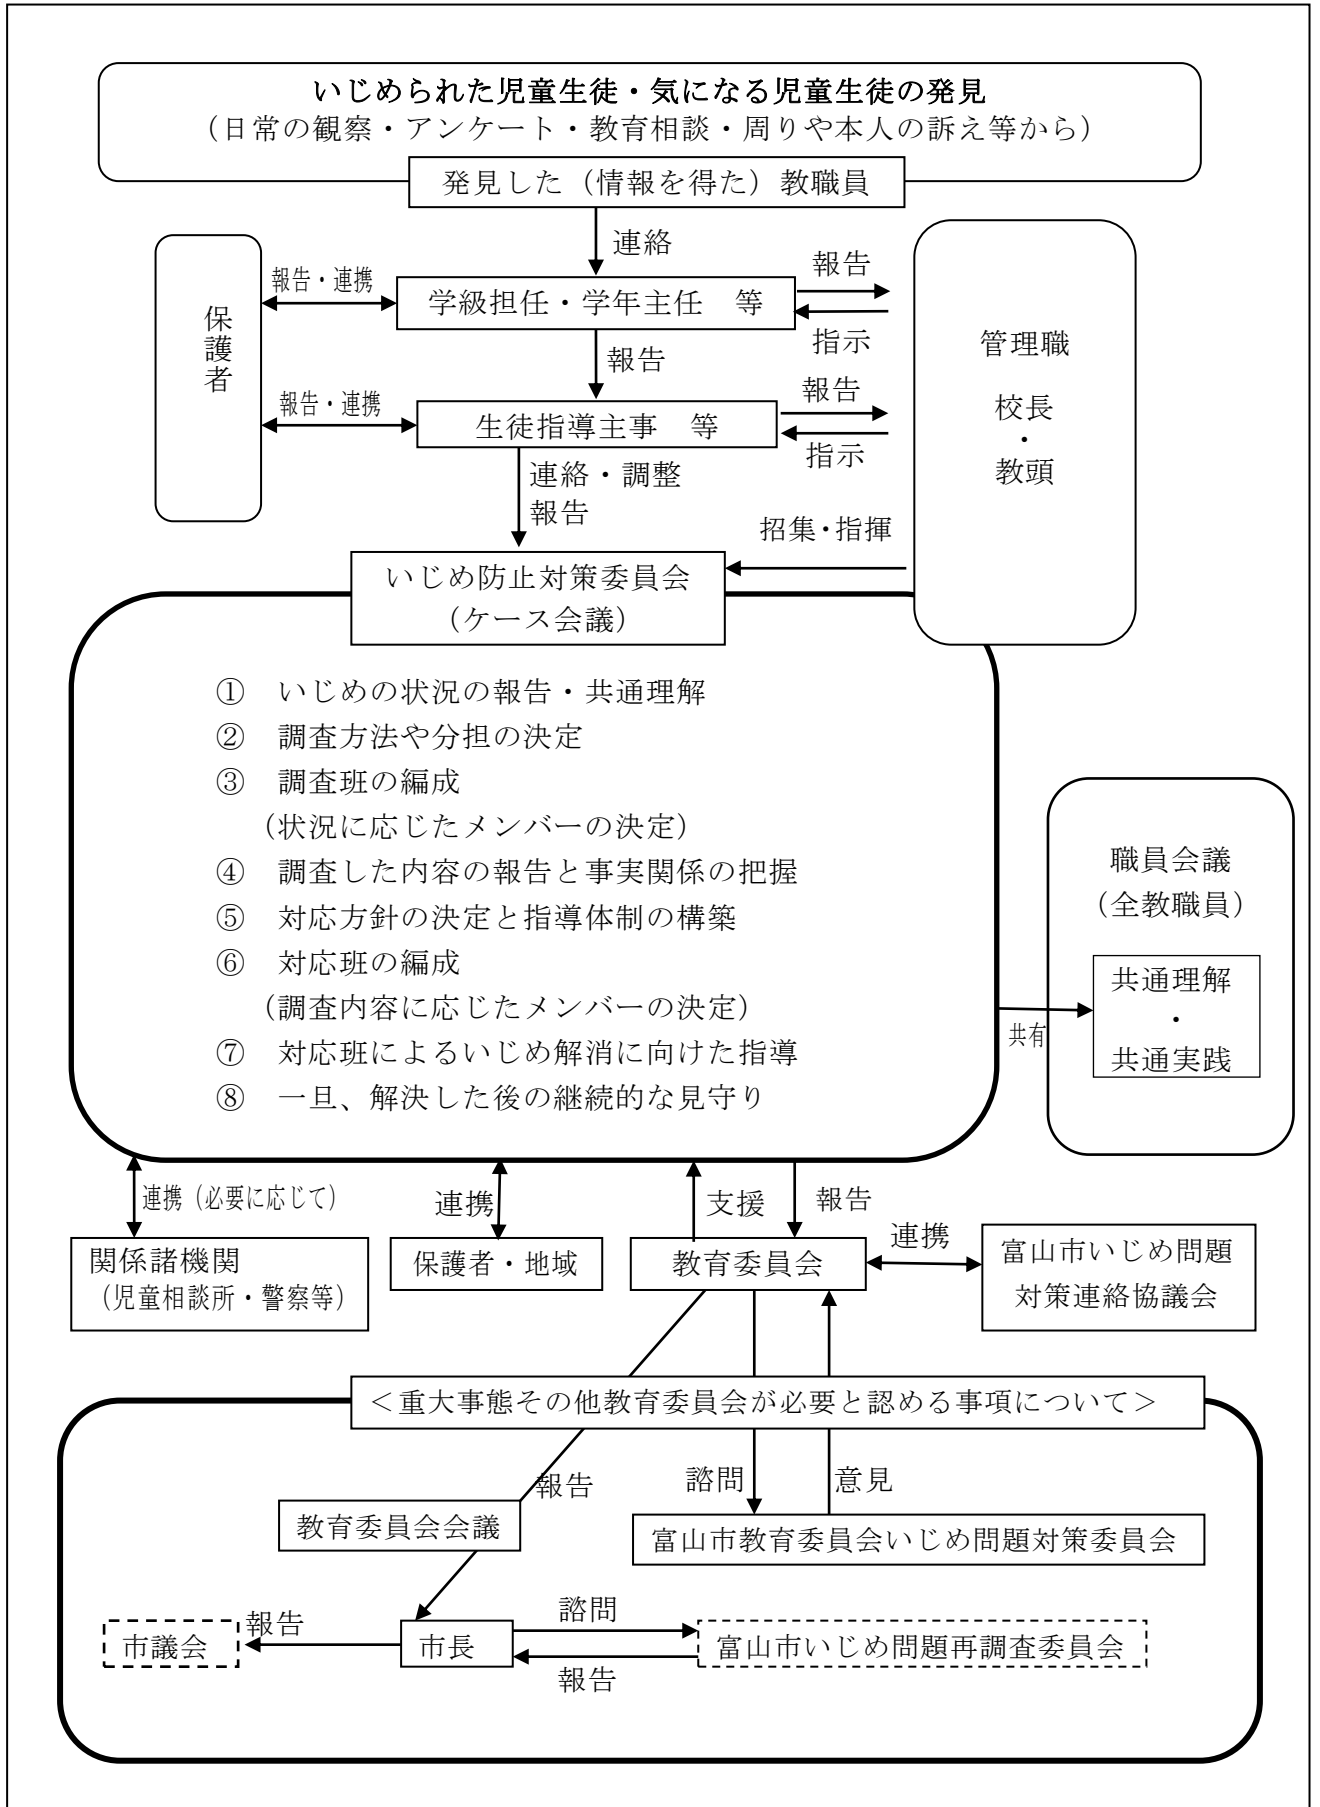 いじめられた児童生徒・気になる児童生徒の発見
（日常の観察・アンケート・教育相談・周りや本人の訴え等から）
発見した（情報を得た）教職員
連絡
保護者
報告・連携
学級担任・学年主任　等
報告
指示
報告
報告・連携
生徒指導主事　等
報告
指示
管理職
校長
・
教頭
連絡・調整
報告
招集・指揮
いじめ防止対策委員会
（ケース会議）
①　いじめの状況の報告・共通理解
②　調査方法や分担の決定
③　調査班の編成
（状況に応じたメンバーの決定）
④　調査した内容の報告と事実関係の把握
⑤　対応方針の決定と指導体制の構築
⑥　対応班の編成
（調査内容に応じたメンバーの決定）
⑦　対応班によるいじめ解消に向けた指導
⑧　一旦、解決した後の継続的な見守り
共有
職員会議
（全教職員）
共通理解
・
共通実践
連携（必要に応じて）
連携
支援
報告
関係諸機関
（児童相談所・警察等）
保護者・地域
教育委員会
連携
富山市いじめ問題
対策連絡協議会
＜重大事態その他教育委員会が必要と認める事項について＞
報告
諮問
意見
教育委員会会議
富山市教育委員会いじめ問題対策委員会
市議会
報告
市長
諮問
報告
富山市いじめ問題再調査委員会